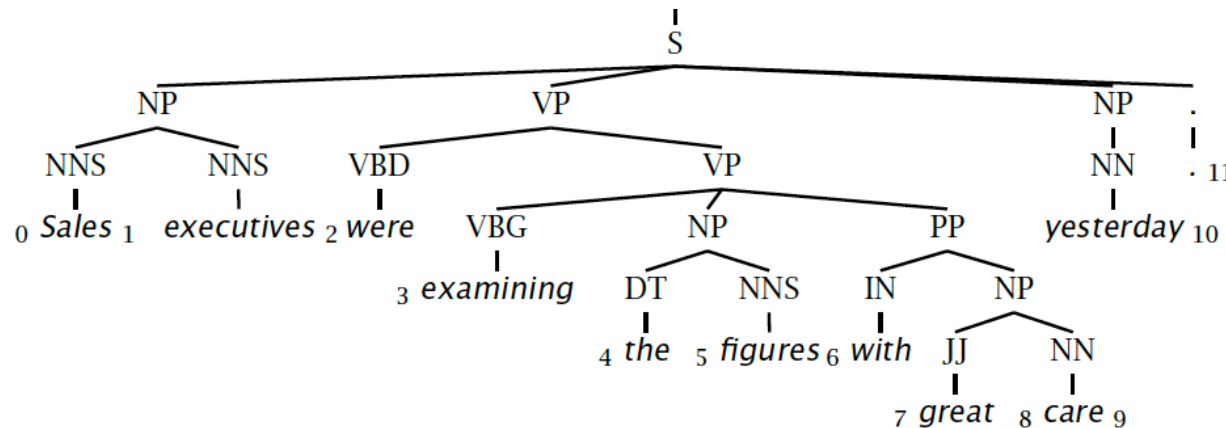 S
NP VP NP .
NNS NNS VBD VP NN . 11
0 Sales 1 executives 2 were VBG NP PP yesterday 10
3 examining DT NNS IN NP
4 the 5 figures 6 with JJ NN
7 great 8 care 9